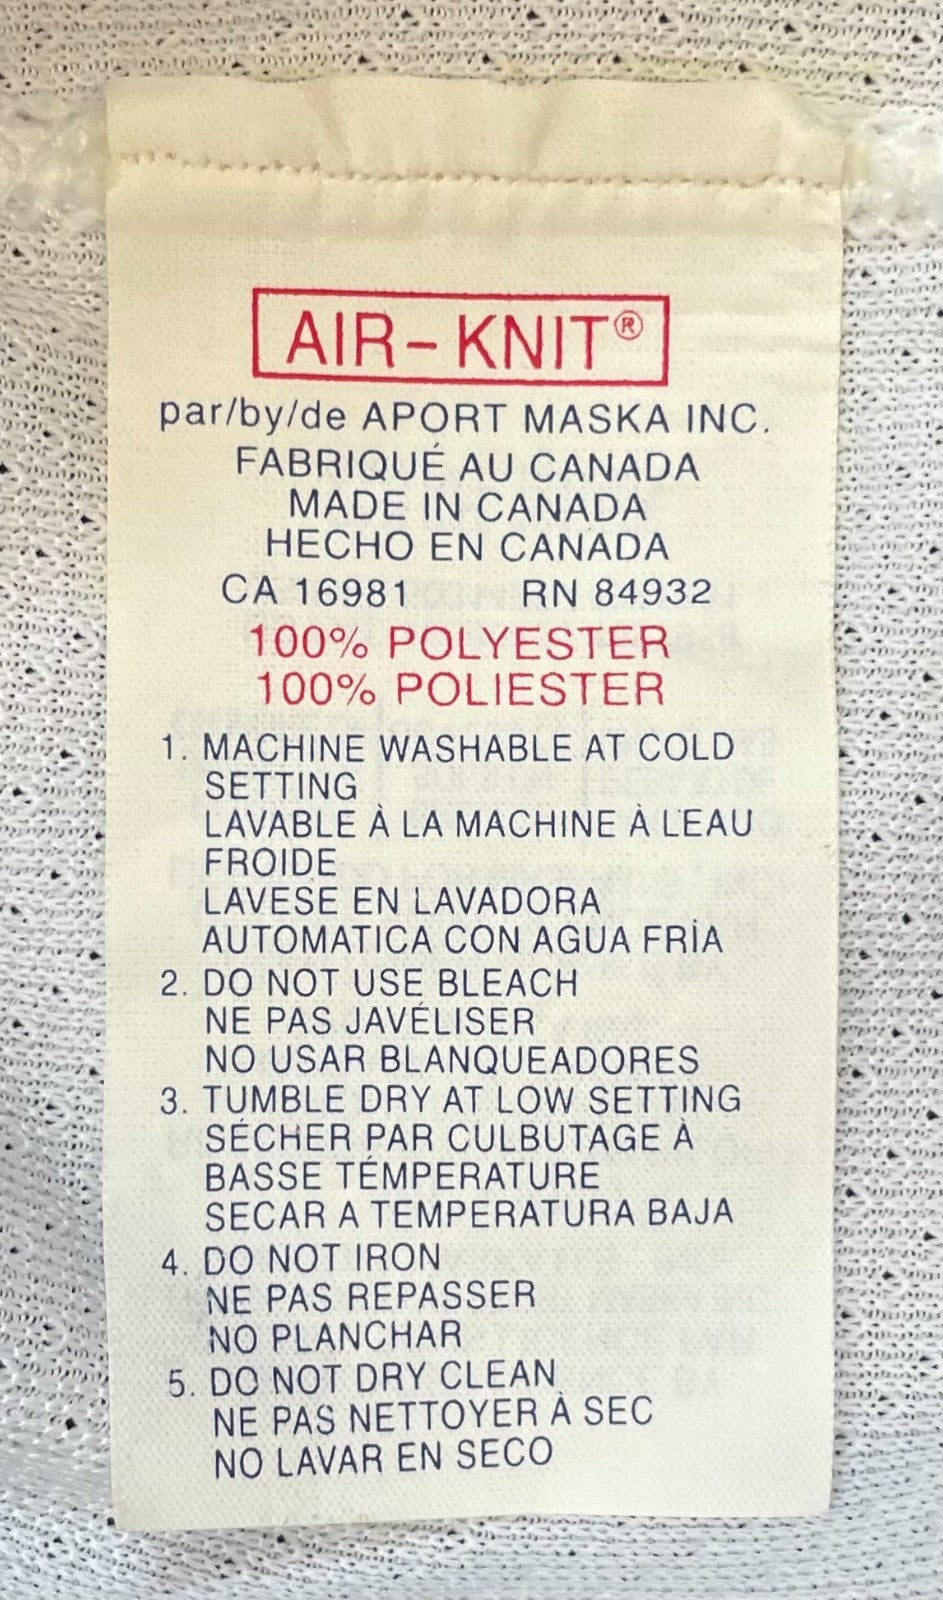 AIR-KNIT®
par/by/de APORT MASKA INC.
FABRIQUÉ AU CANADA
MADE IN CANADA
HECHO EN CANADA
CA 16981 RN 84932
100% POLYESTER
100% POLIESTER
1. MACHINE WASHABLE AT COLD
SETTING
LAVABLE À LA MACHINE À L'EAU
FROIDE
LAVESE EN LAVADORA
AUTOMATICA CON AGUA FRÌA
2. DO NOT USE BLEACH
NE PAS JAVÉLISER
NO USAR BLANQUEADORES
3. TUMBLE DRY AT LOW SETTING
SÉCHER PAR CULBUTAGE À
BASSE TÉMPERATURE
SECAR A TEMPERATURA BAJA
4. DO NOT IRON
NE PAS REPASSER
NO PLANCHAR
5. DO NOT DRY CLEAN
NE PAS NETTOYER À SEC
NO LAVAR EN SECO